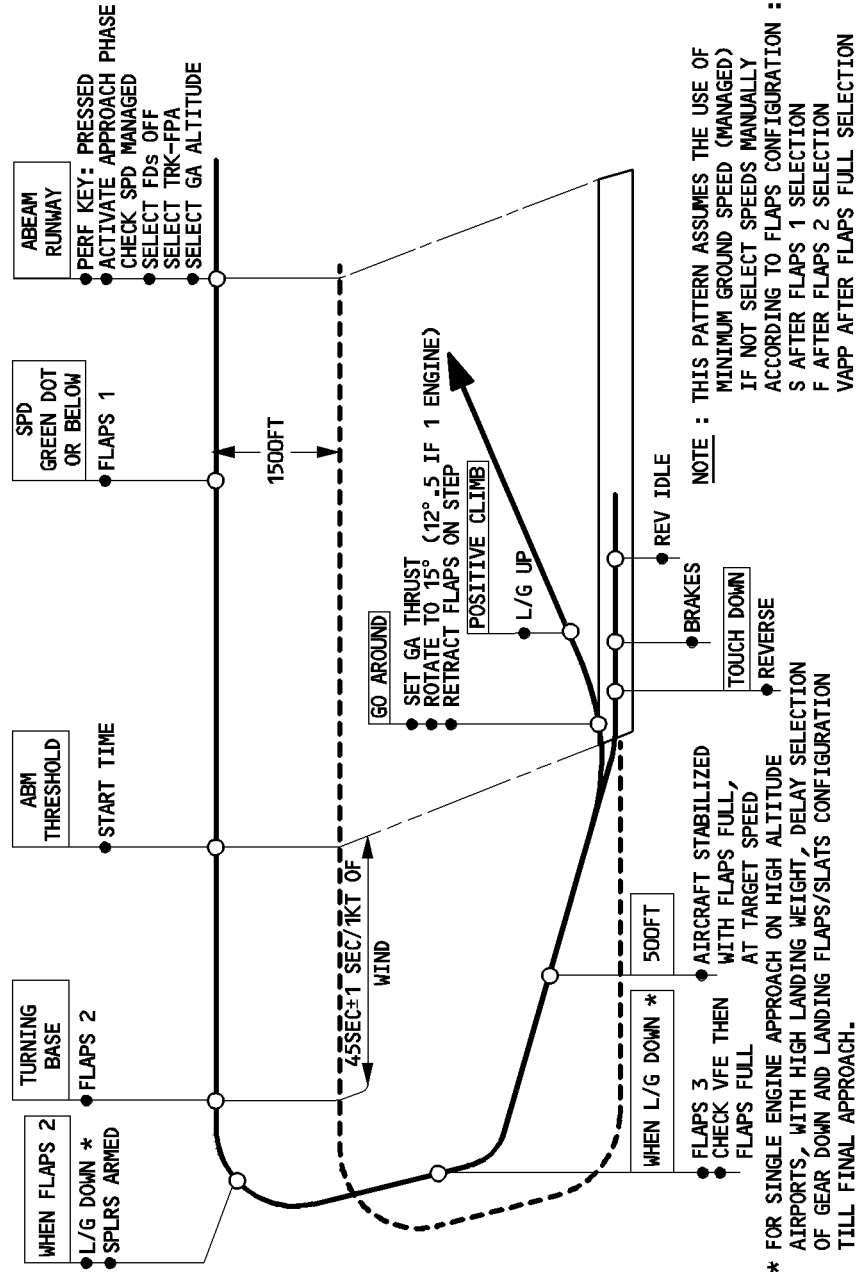 WHEN FLAPS 2
L/G DOWN *
SPLRS ARMED
TURNING
BASE
FLAPS 2
ABM
THRESHOLD
START TIME
SPD
GREEN DOT
OR BELOW
FLAPS 1
ABEAM
RUNWAY
PERF KEY: PRESSED
ACTIVATE APPROACH PHASE
CHECK SPD MANAGED
SELECT FDs OFF
SELECT TRK-FPA
SELECT GA ALTITUDE
1500FT
45SEC±1 SEC/1KT OF
WIND
GO AROUND
SET GA THRUST
ROTATE TO 15° (12°.5 IF 1 ENGINE)
RETRACT FLAPS ON STEP
POSITIVE CLIMB
L/G UP
WHEN L/G DOWN *
FLAPS 3
CHECK VFE THEN
FLAPS FULL
500FT
AIRCRAFT STABILIZED
WITH FLAPS FULL,
AT TARGET SPEED
TOUCH DOWN
REVERSE
BRAKES
REV IDLE
* FOR SINGLE ENGINE APPROACH ON HIGH ALTITUDE
AIRPORTS, WITH HIGH LANDING WEIGHT, DELAY SELECTION
OF GEAR DOWN AND LANDING FLAPS/SLATS CONFIGURATION
TILL FINAL APPROACH.
NOTE : THIS PATTERN ASSUMES THE USE OF
MINIMUM GROUND SPEED (MANAGED)
IF NOT SELECT SPEEDS MANUALLY
ACCORDING TO FLAPS CONFIGURATION :
S AFTER FLAPS 1 SELECTION
F AFTER FLAPS 2 SELECTION
VAPP AFTER FLAPS FULL SELECTION